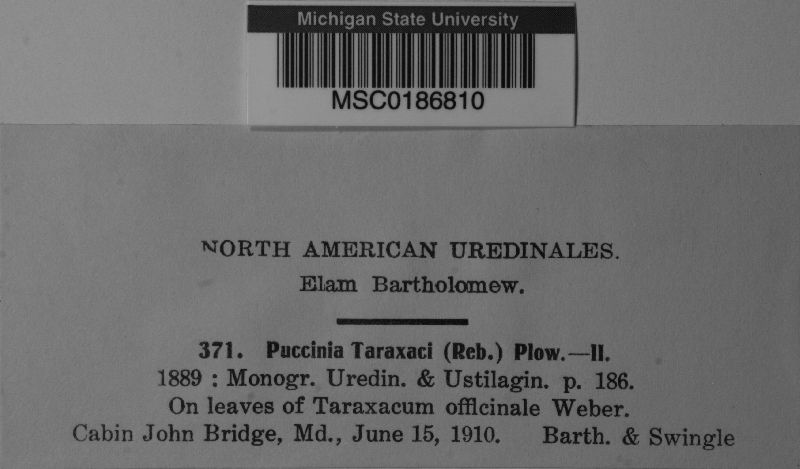 Michigan State University
MSC0186810
NORTH AMERICAN UREDINALES.
Elam Bartholomew.
371. Puccinia Taraxaci (Reb.) Plow.—II.
1889 : Monogr. Uredin. & Ustilagin. p. 186.
On leaves of Taraxacum officinale Weber.
Cabin John Bridge, Md., June 15, 1910. Barth. & Swingle